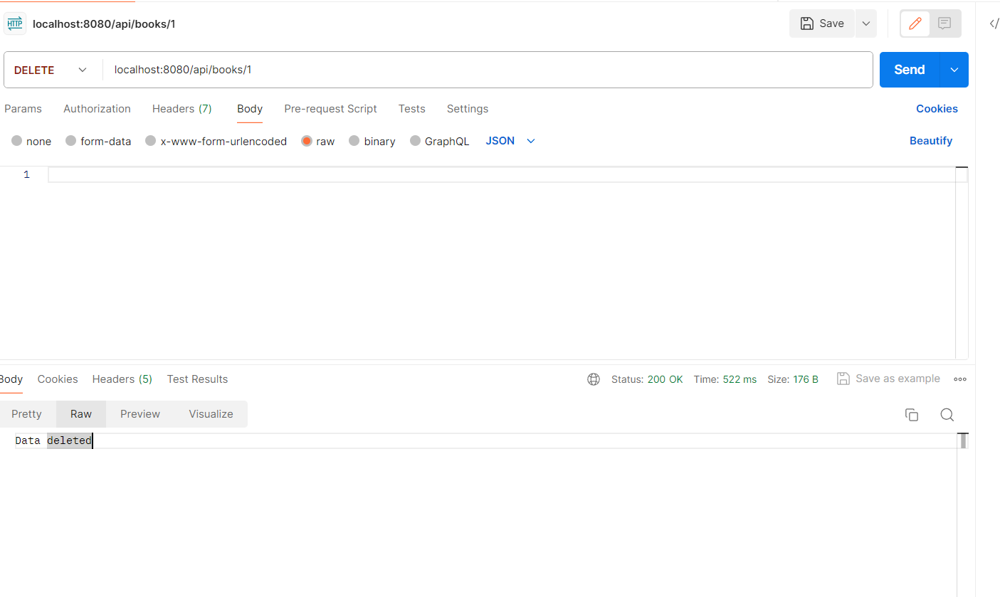 HTTP localhost:8080/api/books/1 Save </
DELETE localhost:8080/api/books/1 Send
Params Authorization Headers (7) Body Pre-request Script Tests Settings Cookies
none form-data x-www-form-urlencoded raw binary GraphQL JSON Beautify
1
Body Cookies Headers (5) Test Results Status: 200 OK Time: 522 ms Size: 176 B Save as example
Pretty Raw Preview Visualize
Data deleted